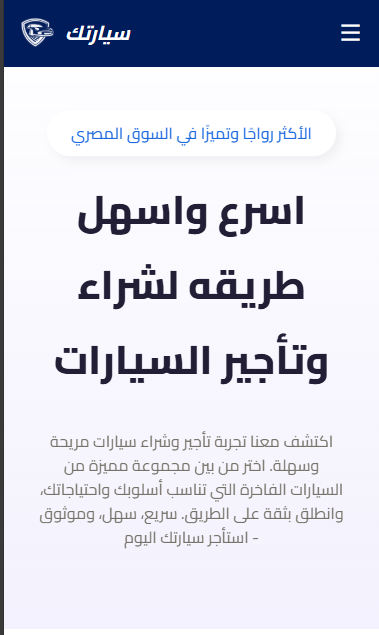 سيارتك
الأكثر رواجًا وتميزًا في السوق المصري
اسرع واسهل
طريقه لشراء
وتأجير السيارات
اكتشف معنا تجربة تأجير وشراء سيارات مريحة
وسهلة. اختر من بين مجموعة مميزة من
السيارات الفاخرة التي تناسب أسلوبك واحتياجاتك،
وانطلق بثقة على الطريق. سريع، سهل، وموثوق
- استأجر سيارتك اليوم